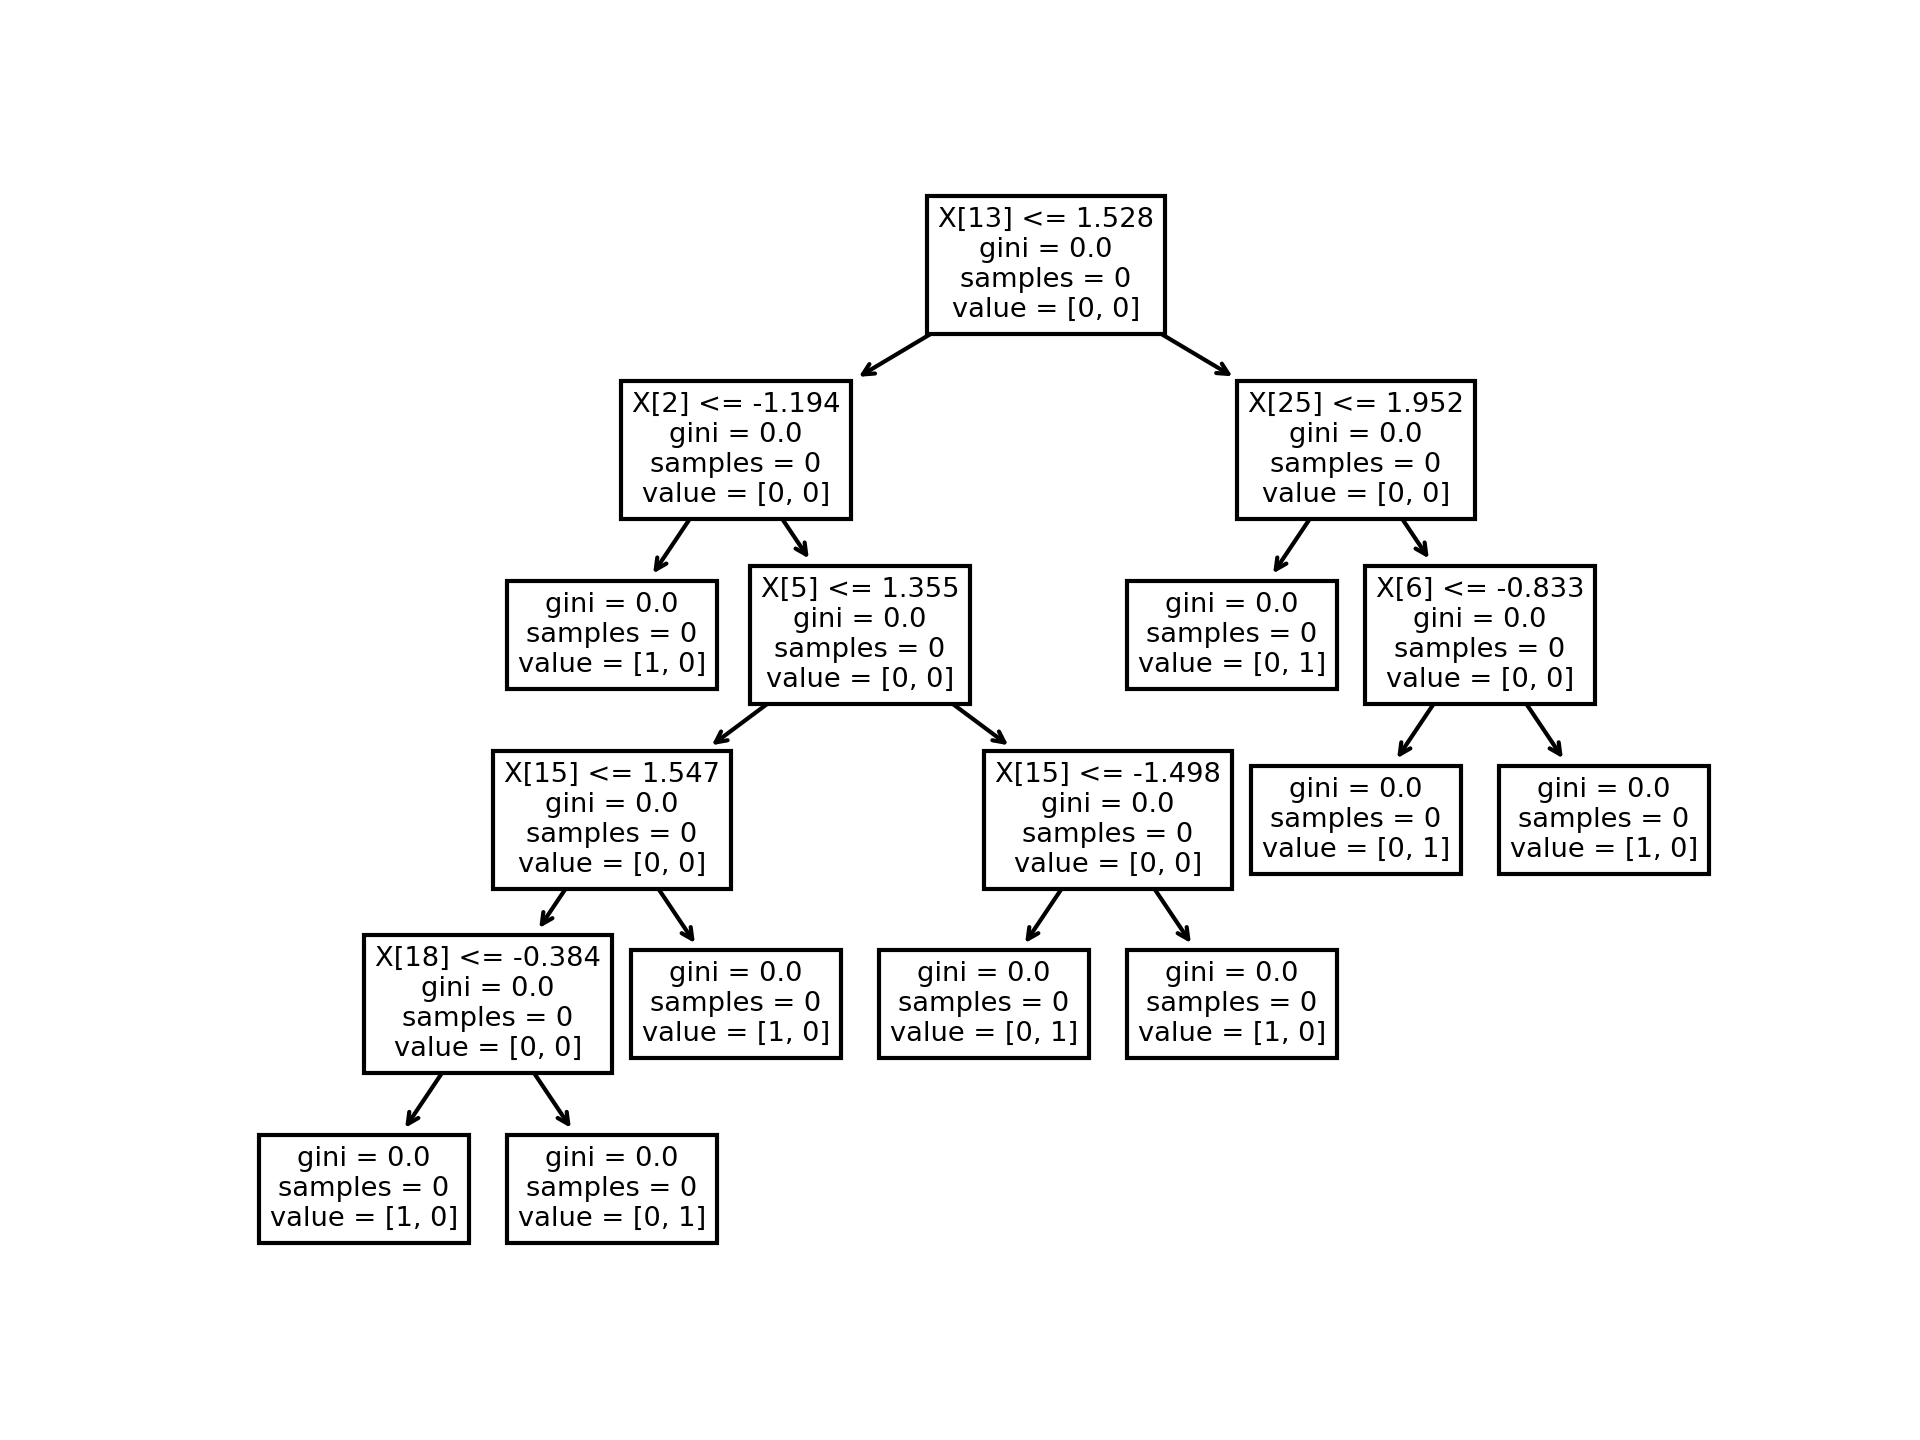 X[13] <= 1.528
gini = 0.0
samples = 0
value = [0, 0]
X[2] <= -1.194
gini = 0.0
samples = 0
value = [0, 0]
X[25] <= 1.952
gini = 0.0
samples = 0
value = [0, 0]
gini = 0.0
samples = 0
value = [1, 0]
X[5] <= 1.355
gini = 0.0
samples = 0
value = [0, 0]
gini = 0.0
samples = 0
value = [0, 1]
X[6] <= -0.833
gini = 0.0
samples = 0
value = [0, 0]
X[15] <= 1.547
gini = 0.0
samples = 0
value = [0, 0]
X[15] <= -1.498
gini = 0.0
samples = 0
value = [0, 0]
gini = 0.0
samples = 0
value = [0, 1]
gini = 0.0
samples = 0
value = [1, 0]
X[18] <= -0.384
gini = 0.0
samples = 0
value = [0, 0]
gini = 0.0
samples = 0
value = [1, 0]
gini = 0.0
samples = 0
value = [0, 1]
gini = 0.0
samples = 0
value = [1, 0]
gini = 0.0
samples = 0
value = [1, 0]
gini = 0.0
samples = 0
value = [0, 1]